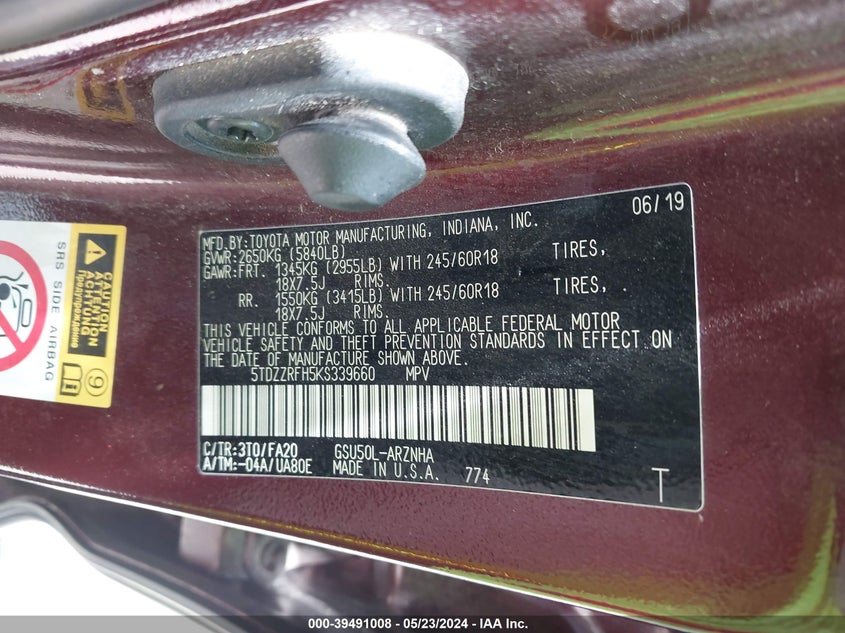 06/19
MFD.BY:TOYOTA MOTOR MANUFACTURING, INDIANA, INC.
GVWR:2650KG (5840LB)
GAWR:FRT. 1345KG (2955LB) WITH 245/60R18 TIRES,
18X7.5J RIMS.
RR. 1550KG (3415LB) WITH 245/60R18 TIRES,
18X7.5J RIMS.
THIS VEHICLE CONFORMS TO ALL APPLICABLE FEDERAL MOTOR
VEHICLE SAFETY AND THEFT PREVENTION STANDARDS IN EFFECT ON
THE DATE OF MANUFACTURE SHOWN ABOVE.
5TDZZRFH5KS339660 MPV
C/TR:3T0/FA20 GSU50L-ARZNHA
A/TM:-04A/UA80E MADE IN U.S.A. 774
T
CAUTION
ATTENTION
ACHTUNG
Предупреждение
9
SRS SIDE AIRBAG
000-39491008 - 05/23/2024 - IAA Inc.